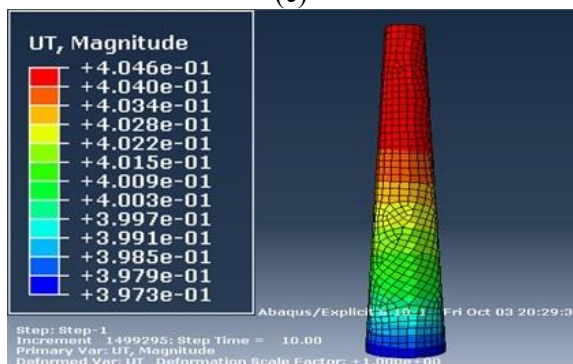 UT, Magnitude
+4.046e-01
+4.040e-01
+4.034e-01
+4.028e-01
+4.022e-01
+4.015e-01
+4.009e-01
+4.003e-01
+3.997e-01
+3.991e-01
+3.985e-01
+3.979e-01
+3.973e-01
Abaqus/Explicit 6.10-1 Fri Oct 03 20:29:3
Step: Step-1
Increment 1499295: Step Time = 10.00
Primary Var: UT, Magnitude
Deformed Var: UT Deformation Scale Factor: +1.000e+00